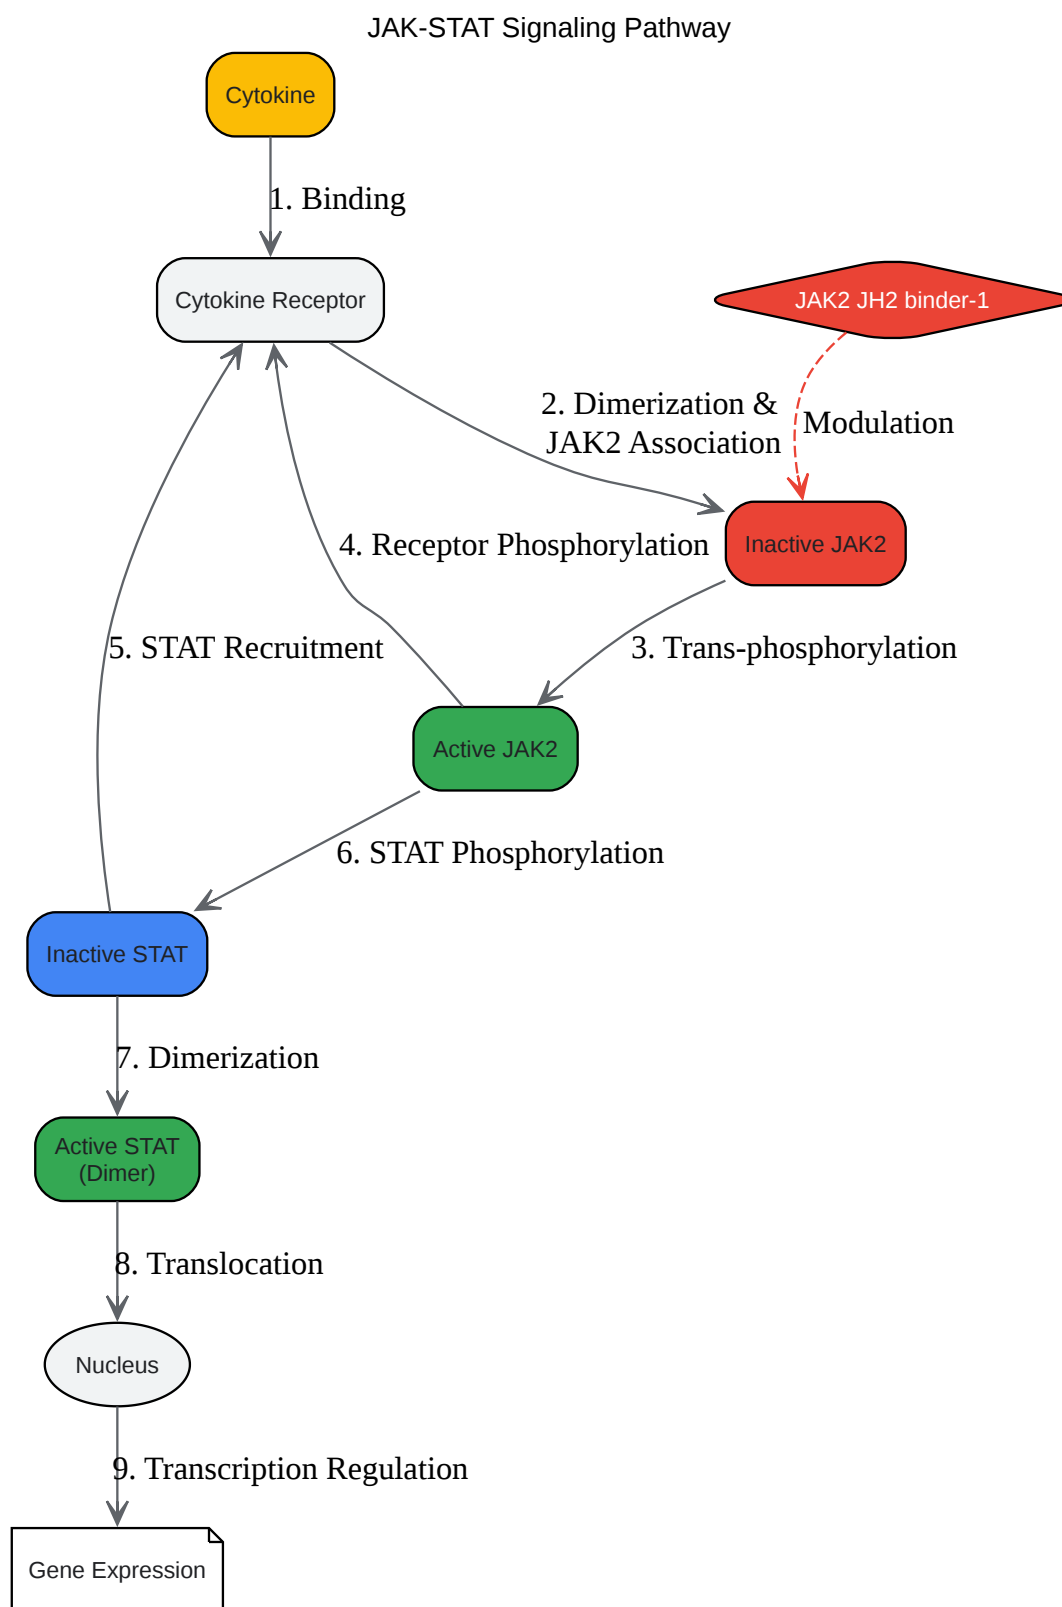 JAK-STAT Signaling Pathway
Cytokine
1. Binding
Cytokine Receptor
JAK2 JH2 binder-1
2. Dimerization &
JAK2 Association
Modulation
4. Receptor Phosphorylation
Inactive JAK2
5. STAT Recruitment
3. Trans-phosphorylation
Active JAK2
6. STAT Phosphorylation
Inactive STAT
7. Dimerization
Active STAT
(Dimer)
8. Translocation
Nucleus
9. Transcription Regulation
Gene Expression